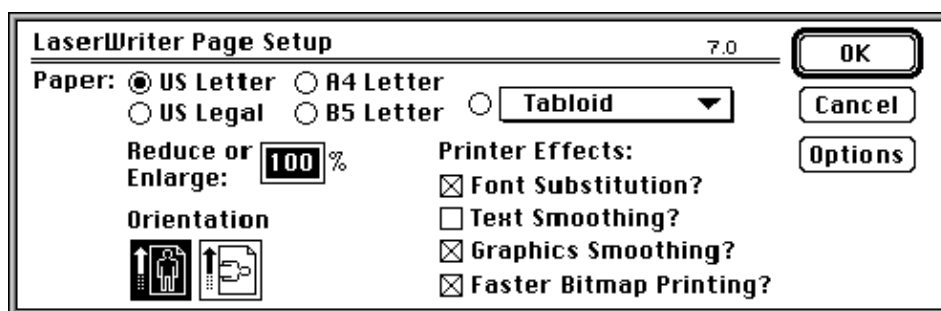 LaserWriter Page Setup 7.0 OK
Paper: US Letter A4 Letter
US Legal B5 Letter Tabloid Cancel
Reduce or 100 % Printer Effects: Options
Enlarge: Font Substitution?
Orientation Text Smoothing?
Graphics Smoothing?
Faster Bitmap Printing?